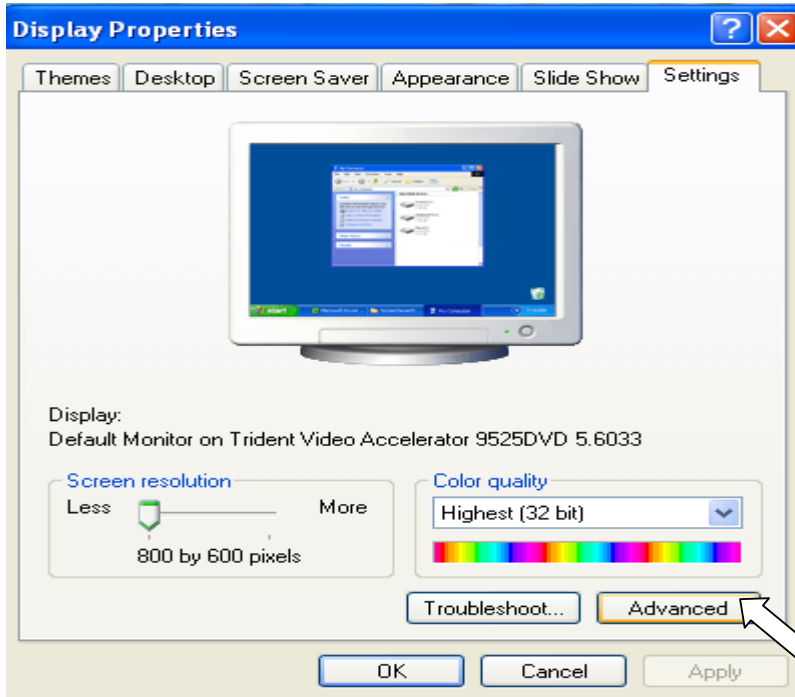 Display Properties
Themes Desktop Screen Saver Appearance Slide Show Settings
start
Display:
Default Monitor on Trident Video Accelerator 9525DVD 5.6033
Screen resolution
Less More
800 by 600 pixels
Color quality
Highest (32 bit)
Troubleshoot... Advanced
OK Cancel Apply